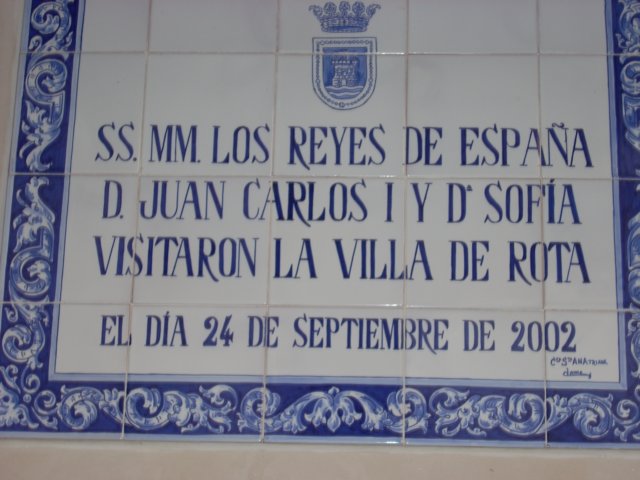 SS. MM. LOS REYES DE ESPAÑA
D. JUAN CARLOS I Y Dª SOFÍA
VISITARON LA VILLA DE ROTA
EL DÍA 24 DE SEPTIEMBRE DE 2002